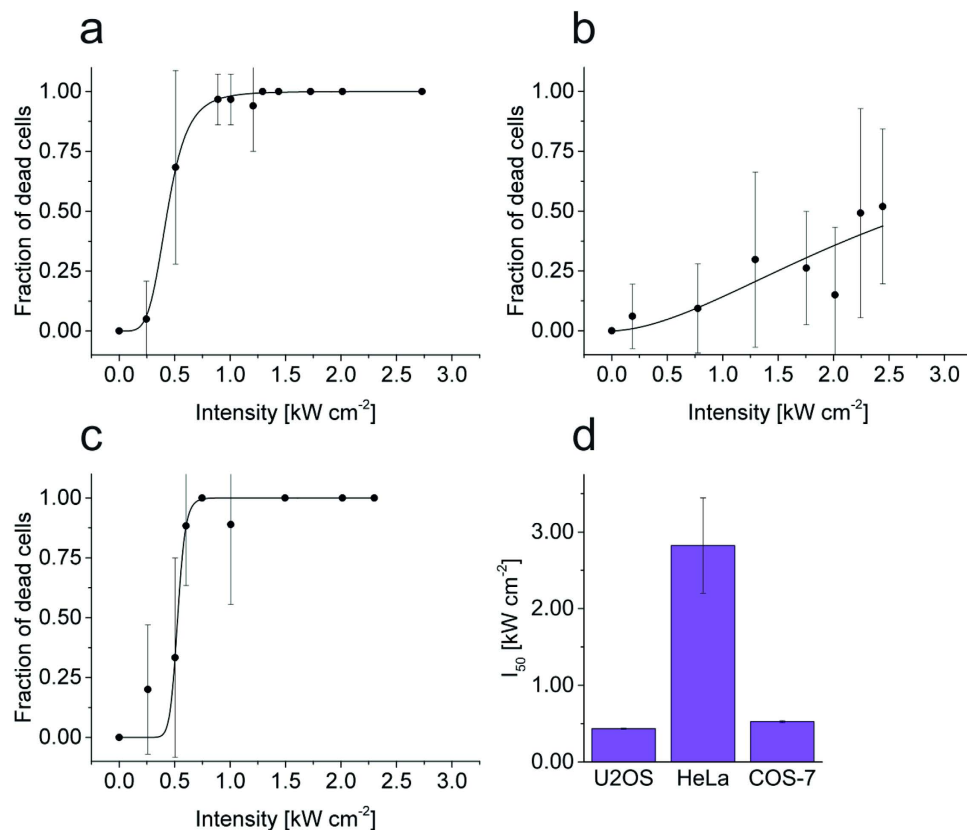 a
1.00
0.75
0.50
0.25
0.00
Fraction of dead cells
0.0 0.5 1.0 1.5 2.0 2.5 3.0
Intensity [kW cm⁻²]
b
1.00
0.75
0.50
0.25
0.00
Fraction of dead cells
0.0 0.5 1.0 1.5 2.0 2.5 3.0
Intensity [kW cm⁻²]
c
1.00
0.75
0.50
0.25
0.00
Fraction of dead cells
0.0 0.5 1.0 1.5 2.0 2.5 3.0
Intensity [kW cm⁻²]
d
3.00
2.00
1.00
0.00
I₅₀ [kW cm⁻²]
U2OS HeLa COS-7